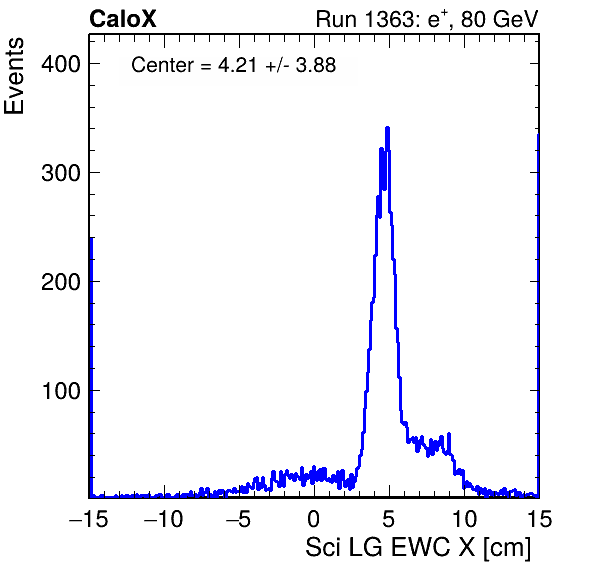 CaloX Run 1363: e⁺, 80 GeV
Center = 4.21 +/- 3.88
Events
400
300
200
100
−15 −10 −5 0 5 10 15
Sci LG EWC X [cm]